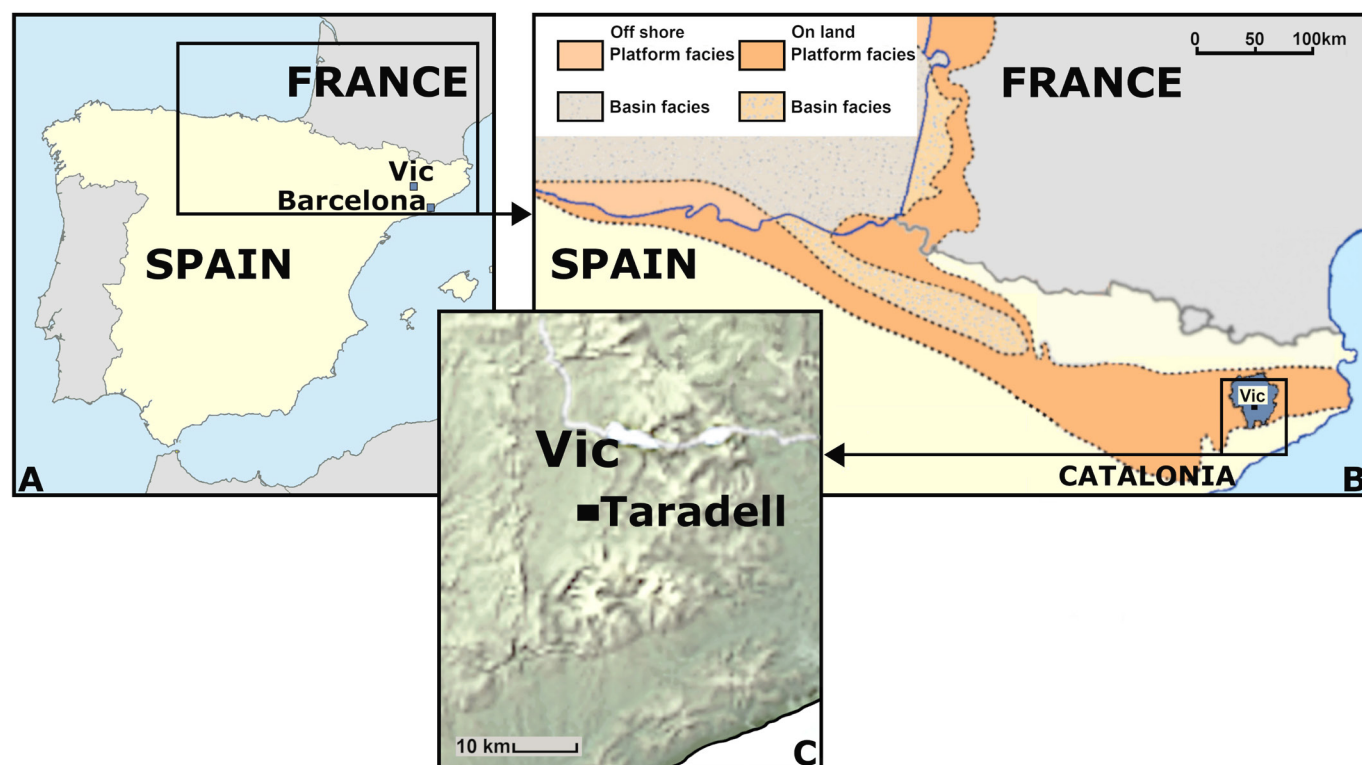 FRANCE
Vic
Barcelona
SPAIN
A
Off shore
Platform facies
Basin facies
On land
Platform facies
Basin facies
0 50 100km
FRANCE
SPAIN
Vic
CATALONIA
B
Vic
Taradell
10 km
C